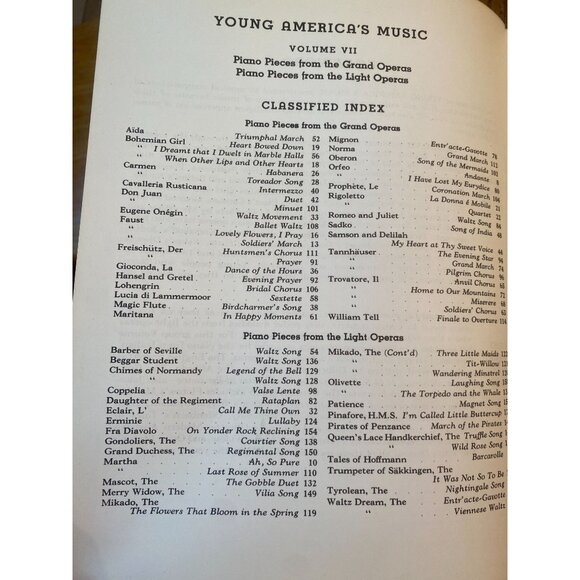 YOUNG AMERICA'S MUSIC
VOLUME VII
Piano Pieces from the Grand Operas
Piano Pieces from the Light Operas
CLASSIFIED INDEX
Piano Pieces from the Grand Operas
Aïda Triumphal March 52
Bohemian Girl Heart Bowed Down 19
" I Dreamt that I Dwelt in Marble Halls 56
" When Other Lips and Other Hearts 18
Carmen Habanera 26
" Toreador Song 28
Cavalleria Rusticana Intermezzo 40
Don Juan Duet 42
" Minuet 101
Eugene Onégin Waltz Movement 33
Faust Ballet Waltz 108
" Lovely Flowers, I Pray 16
" Soldiers' March 13
Freischütz, Der Huntsmen's Chorus 111
" Prayer 91
Gioconda, La Dance of the Hours 36
Hansel and Gretel Evening Prayer 92
Lohengrin Bridal Chorus 106
Lucia di Lammermoor Sextette 58
Magic Flute Birdcharmer's Song 38
Maritana In Happy Moments 61
Mignon Entr'acte-Gavotte 78
Norma Grand March 112
Oberon Song of the Mermaids 103
Orfeo Andante 8
" I Have Lost My Eurydice
Prophète, Le Coronation March 104
Rigoletto La Donna è Mobile
" Quartet
Romeo and Juliet Waltz Song
Sadko Song of India
Samson and Delilah
My Heart at Thy Sweet Voice
Tannhäuser The Evening Star
" Grand March
" Pilgrim Chorus
Trovatore, Il Anvil Chorus
" Home to Our Mountains
" Miserere
" Soldiers' Chorus
William Tell Finale to Overture
Piano Pieces from the Light Operas
Barber of Seville Waltz Song 54
Beggar Student Waltz Song 136
Chimes of Normandy Legend of the Bell 129
" Waltz Song 128
Coppelia Valse Lente 98
Daughter of the Regiment Rataplan 82
Eclair, L' Call Me Thine Own 32
Erminie Lullaby 124
Fra Diavolo On Yonder Rock Reclining 154
Gondoliers, The Courtier Song 138
Grand Duchess, The Regimental Song 150
Martha Ah, So Pure 10
" Last Rose of Summer 110
Mascot, The The Gobble Duet 132
Merry Widow, The Vilia Song 149
Mikado, The
The Flowers That Bloom in the Spring 119
Mikado, The (Cont'd) Three Little Maids
" Tit-Willow
" Wandering Minstrel
Olivette Laughing Song
" The Torpedo and the Whale
Patience Magnet Song
Pinafore, H.M.S. I'm Called Little Buttercup
Pirates of Penzance March of the Pirates
Queen's Lace Handkerchief, The Truffle Song
" Wild Rose Song
Tales of Hoffmann Barcarolle
Trumpeter of Säkkingen, The
It Was Not So To Be
Tyrolean, The Nightingale Song
Waltz Dream, The Entr'acte-Gavotte
" Viennese Waltz